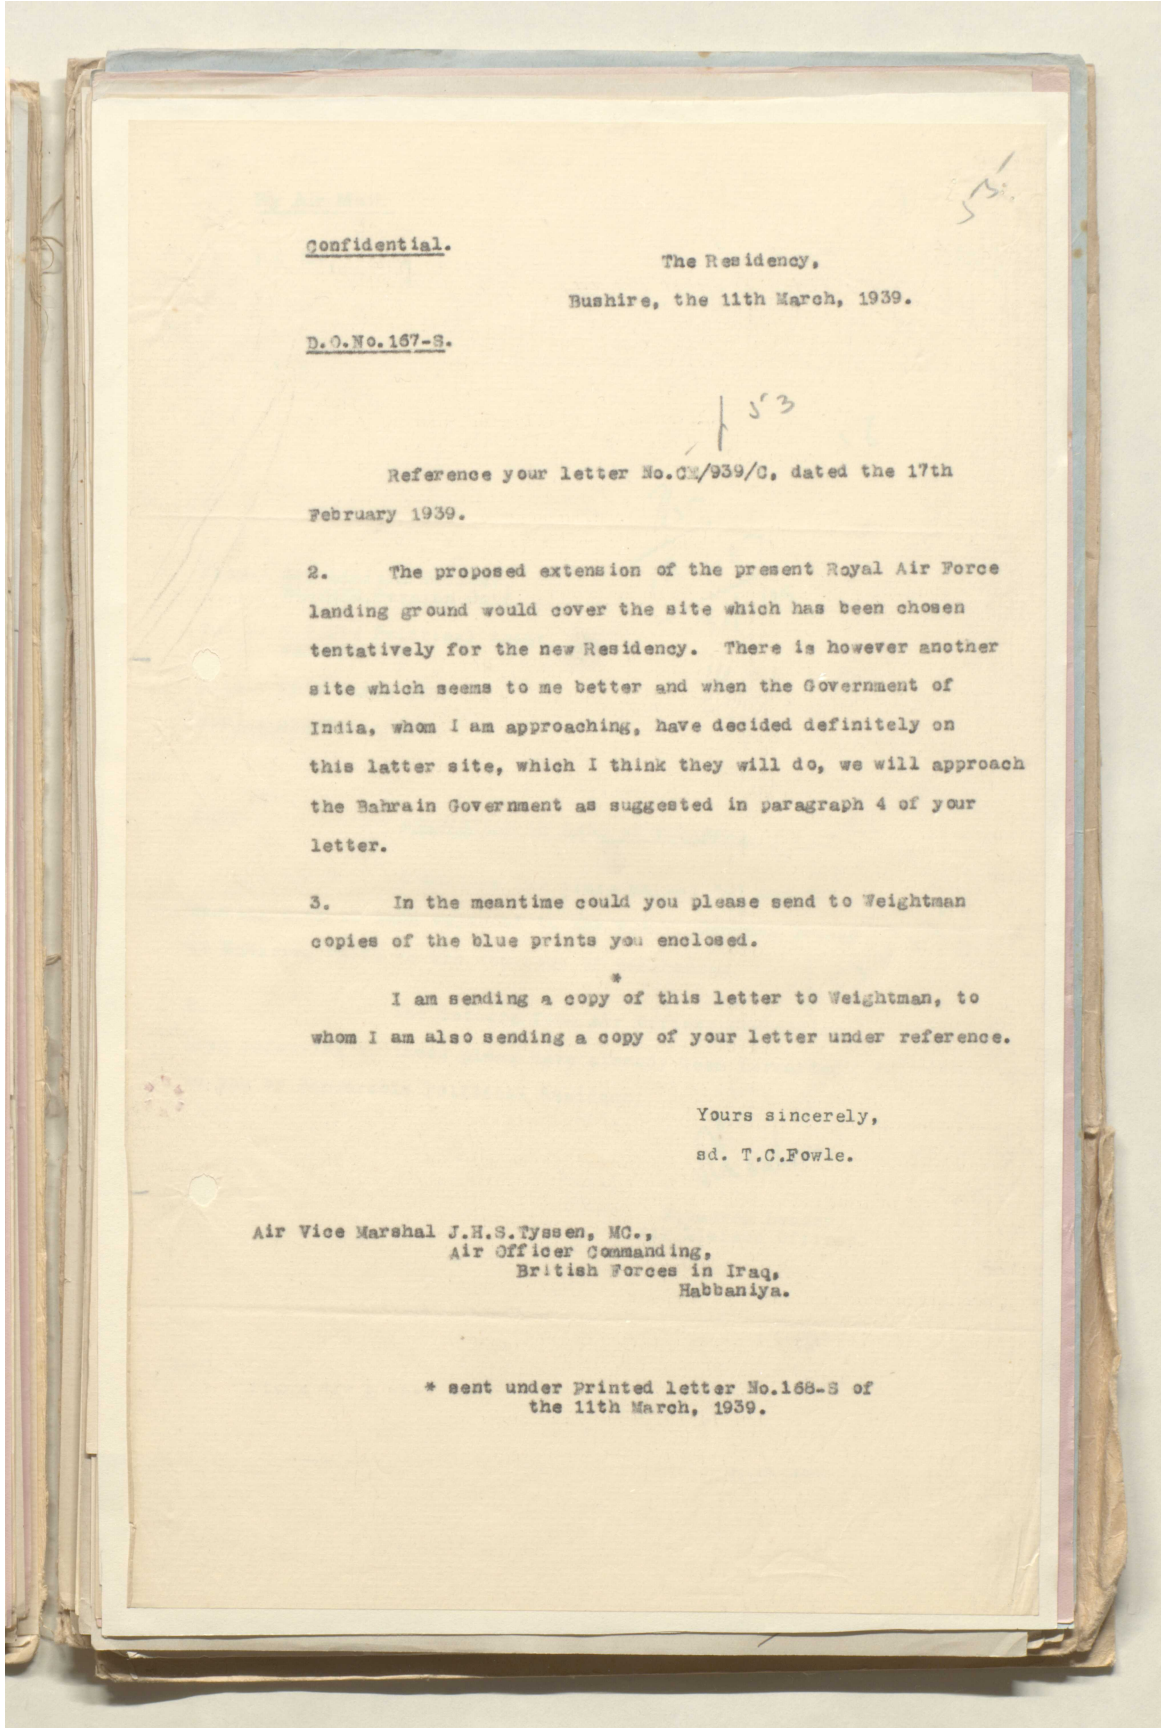 55
Confidential.
The Residency,
Bushire, the 11th March, 1939.
D.O.No.167-S.
53
Reference your letter No.CX/939/C, dated the 17th
February 1939.
2. The proposed extension of the present Royal Air Force
landing ground would cover the site which has been chosen
tentatively for the new Residency. There is however another
site which seems to me better and when the Government of
India, whom I am approaching, have decided definitely on
this latter site, which I think they will do, we will approach
the Bahrain Government as suggested in paragraph 4 of your
letter.
3. In the meantime could you please send to Weightman
copies of the blue prints you enclosed.
*
I am sending a copy of this letter to Weightman, to
whom I am also sending a copy of your letter under reference.
Yours sincerely,
sd. T.C.Fowle.
Air Vice Marshal J.H.S.Tyssen, MC.,
Air Officer Commanding,
British Forces in Iraq,
Habbaniya.
* sent under Printed letter No.168-S of
the 11th March, 1939.